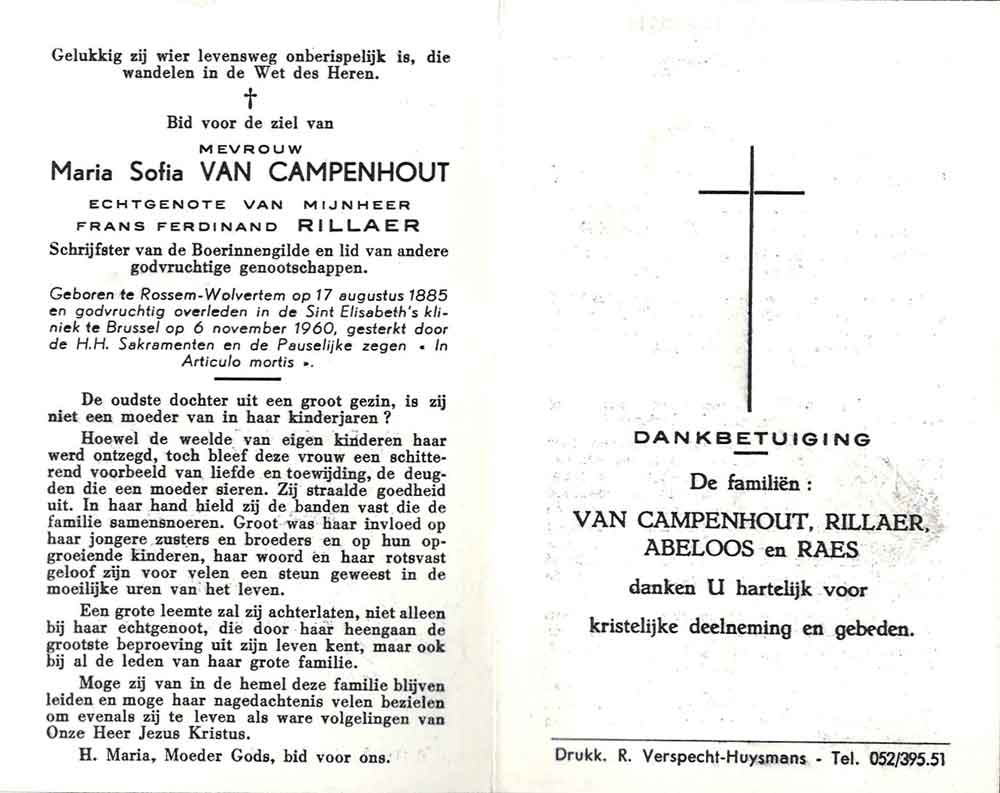 Gelukkig zij wier levensweg onberispelijk is, die
wandelen in de Wet des Heren.
Bid voor de ziel van
MEVROUW
Maria Sofia VAN CAMPENHOUT
ECHTGENOTE VAN MIJNHEER
FRANS FERDINAND RILLAER
Schrijfster van de Boerinnengilde en lid van andere
godvruchtige genootschappen.
Geboren te Rossem-Wolvertem op 17 augustus 1885
en godvruchtig overleden in de Sint Elisabeth's kli-
niek te Brussel op 6 november 1960, gesterkt door
de H.H. Sakramenten en de Pauselijke zegen « In
Articulo mortis ».
De oudste dochter uit een groot gezin, is zij
niet een moeder van in haar kinderjaren ?
Hoewel de weelde van eigen kinderen haar
werd ontzegd, toch bleef deze vrouw een schitte-
rend voorbeeld van liefde en toewijding, de deug-
den die een moeder sieren. Zij straalde goedheid
uit. In haar hand hield zij de banden vast die de
familie samensnoeren. Groot was haar invloed op
haar jongere zusters en broeders en op hun op-
groeiende kinderen, haar woord en haar rotsvast
geloof zijn voor velen een steun geweest in de
moeilijke uren van het leven.
Een grote leemte zal zij achterlaten, niet alleen
bij haar echtgenoot, die door haar heengaan de
grootste beproeving uit zijn leven kent, maar ook
bij al de leden van haar grote familie.
Moge zij van in de hemel deze familie blijven
leiden en moge haar nagedachtenis velen bezielen
om evenals zij te leven als ware volgelingen van
Onze Heer Jezus Kristus.
H. Maria, Moeder Gods, bid voor ons.
DANKBETUIGING
De familiën :
VAN CAMPENHOUT, RILLAER,
ABELOOS en RAES
danken U hartelijk voor
kristelijke deelneming en gebeden.
Drukk. R. Verspecht-Huysmans - Tel. 052/395.51